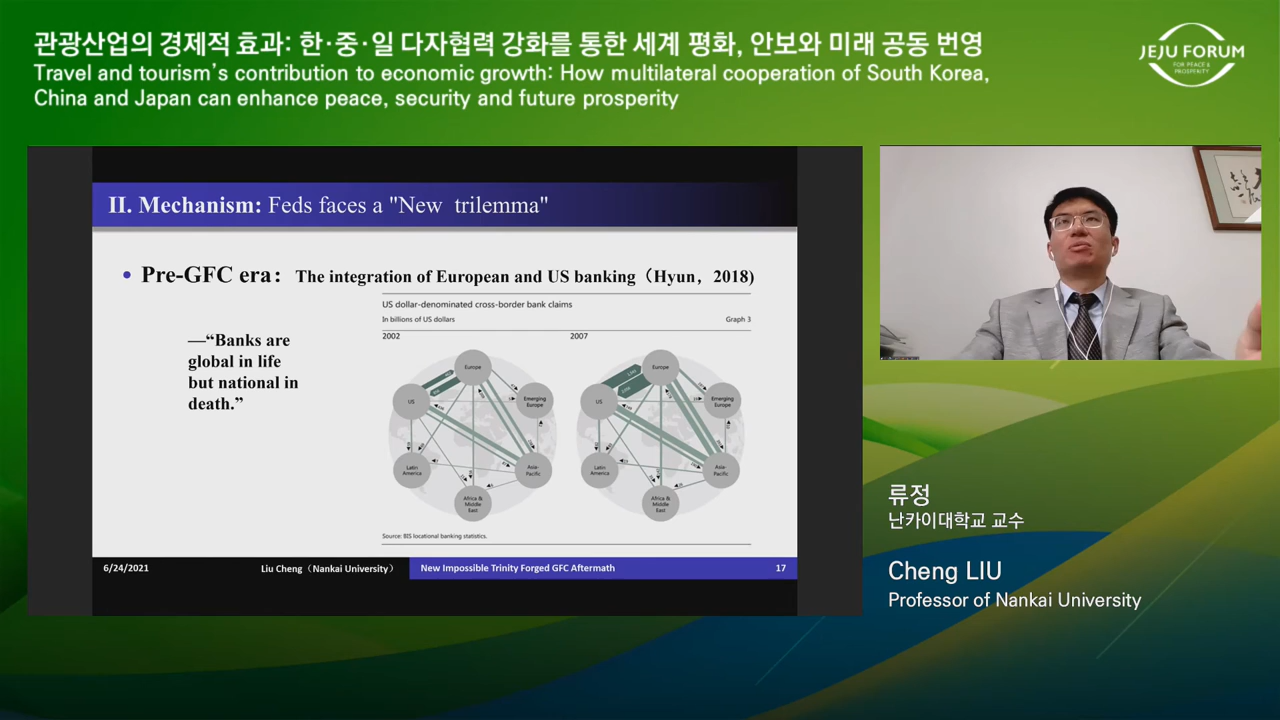 관광산업의 경제적 효과: 한·중·일 다자협력 강화를 통한 세계 평화, 안보와 미래 공동 번영
Travel and tourism's contribution to economic growth: How multilateral cooperation of South Korea,
China and Japan can enhance peace, security and future prosperity
JEJU FORUM
FOR PEACE &
PROSPERITY
II. Mechanism: Feds faces a "New trilemma"
• Pre-GFC era： The integration of European and US banking（Hyun，2018)
—“Banks are
global in life
but national in
death.”
US dollar-denominated cross-border bank claims
In billions of US dollars
Graph 3
2002
2007
Europe
US
Emerging
Europe
Latin
America
Asia-
Pacific
Africa &
Middle
East
Europe
US
Emerging
Europe
Latin
America
Asia-
Pacific
Africa &
Middle
East
Source: BIS locational banking statistics.
6/24/2021
Liu Cheng（Nankai University）
New Impossible Trinity Forged GFC Aftermath
17
류정
난카이대학교 교수
Cheng LIU
Professor of Nankai University